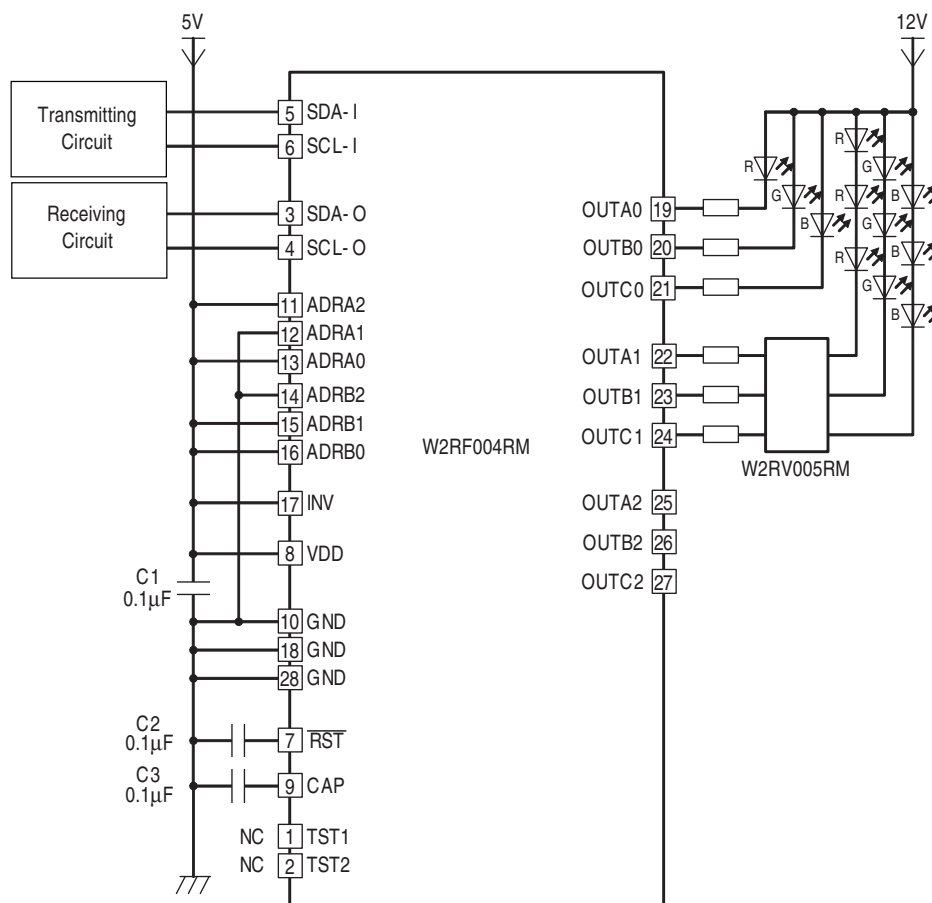 5V
12V
Transmitting
Circuit
5 SDA-I
6 SCL-I
Receiving
Circuit
3 SDA-O
4 SCL-O
11 ADRA2
12 ADRA1
13 ADRA0
14 ADRB2
15 ADRB1
16 ADRB0
17 INV
8 VDD
C1
0.1µF
10 GND
18 GND
28 GND
C2
0.1µF
7 RST
C3
0.1µF
9 CAP
NC 1 TST1
NC 2 TST2
W2RF004RM
OUTA0 19
OUTB0 20
OUTC0 21
OUTA1 22
OUTB1 23
OUTC1 24
OUTA2 25
OUTB2 26
OUTC2 27
W2RV005RM
R
G
B
R
R
R
G
G
G
B
B
B